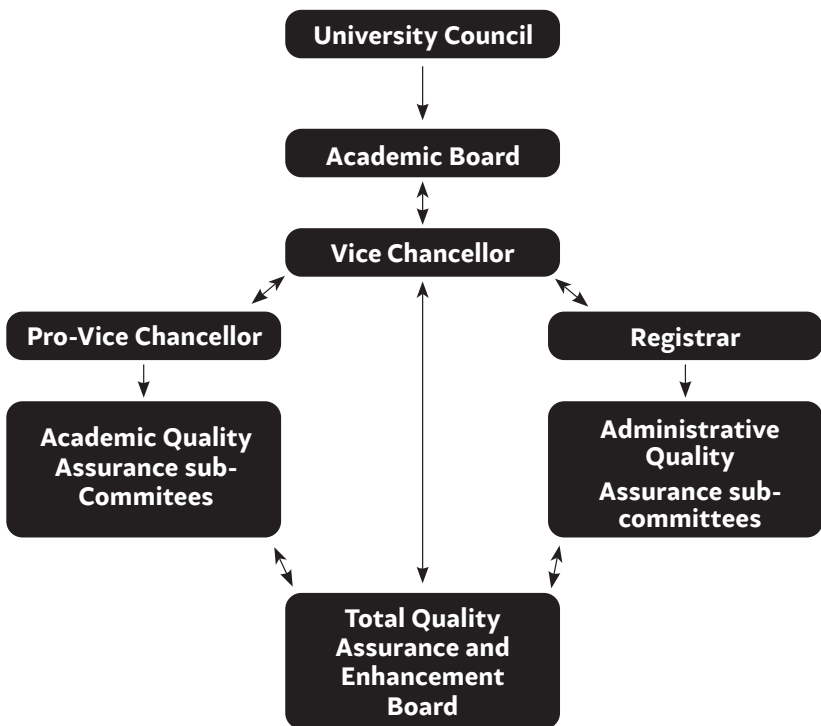 University Council
Academic Board
Vice Chancellor
Pro-Vice Chancellor
Registrar
Academic Quality
Assurance sub-
Commitees
Administrative
Quality
Assurance sub-
committees
Total Quality
Assurance and
Enhancement
Board